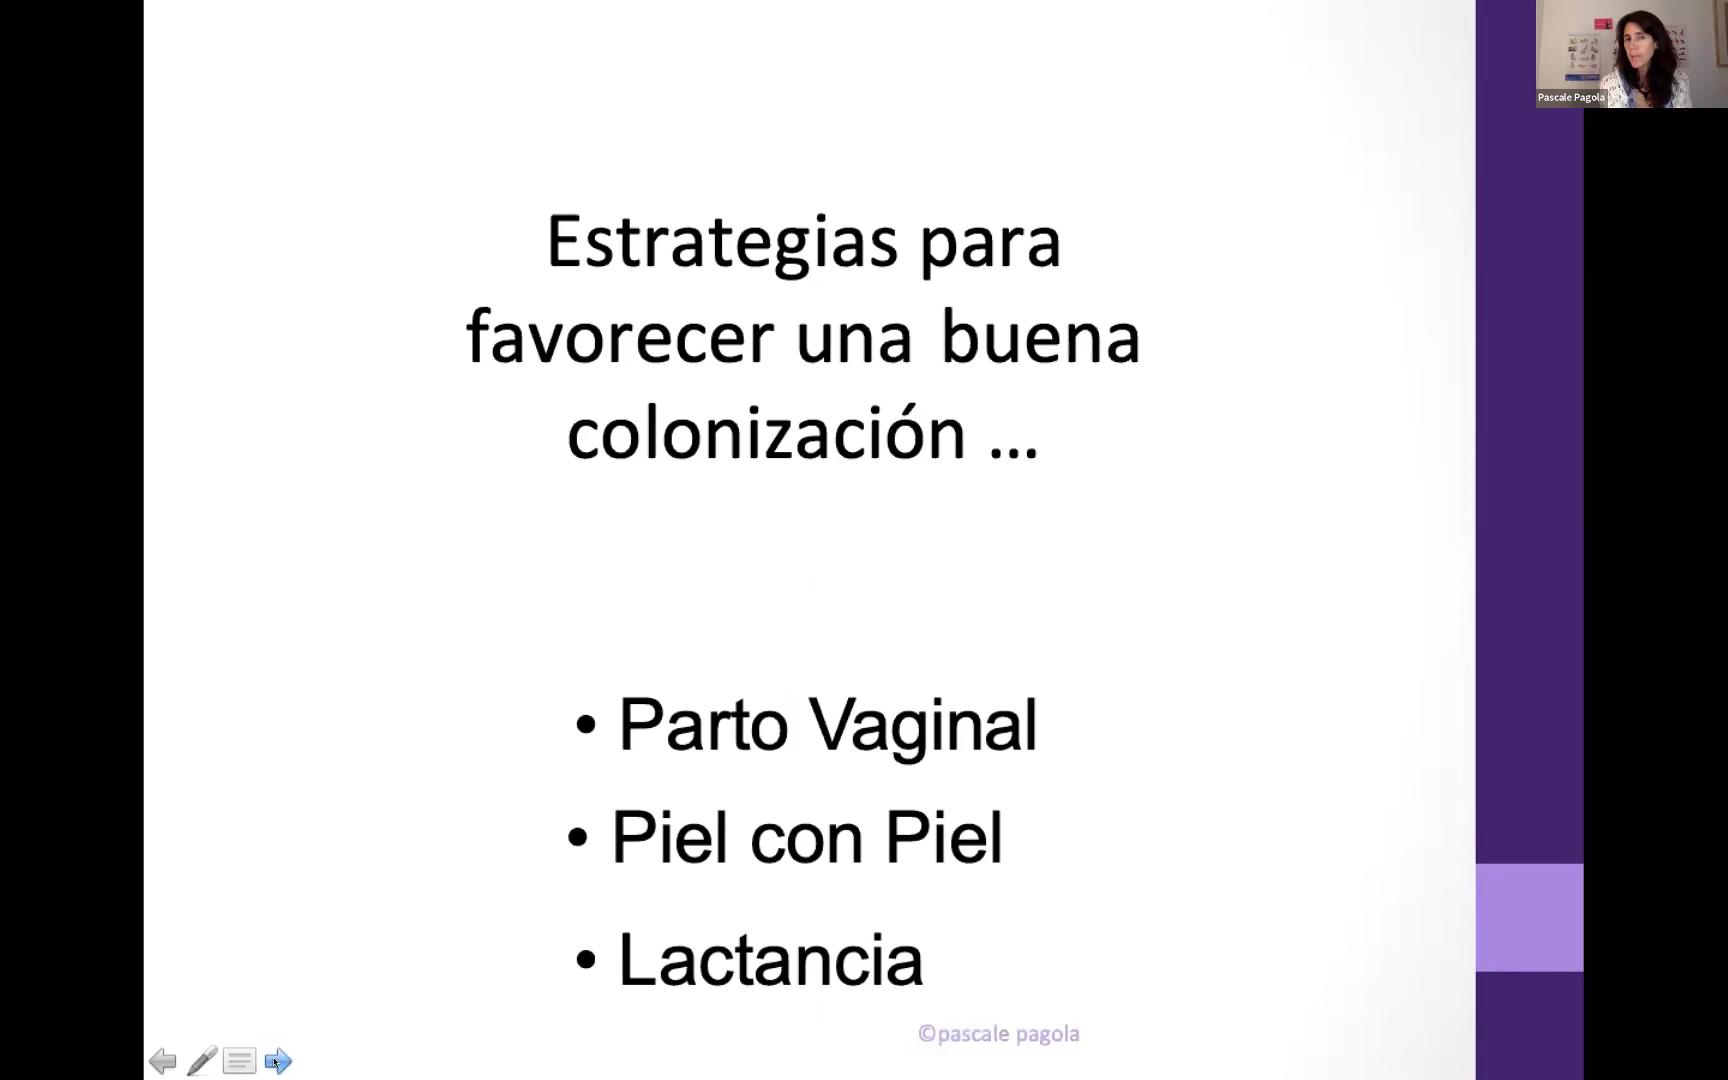 Pascale Pagola
Estrategias para
favorecer una buena
colonización ...
• Parto Vaginal
• Piel con Piel
• Lactancia
©pascale pagola